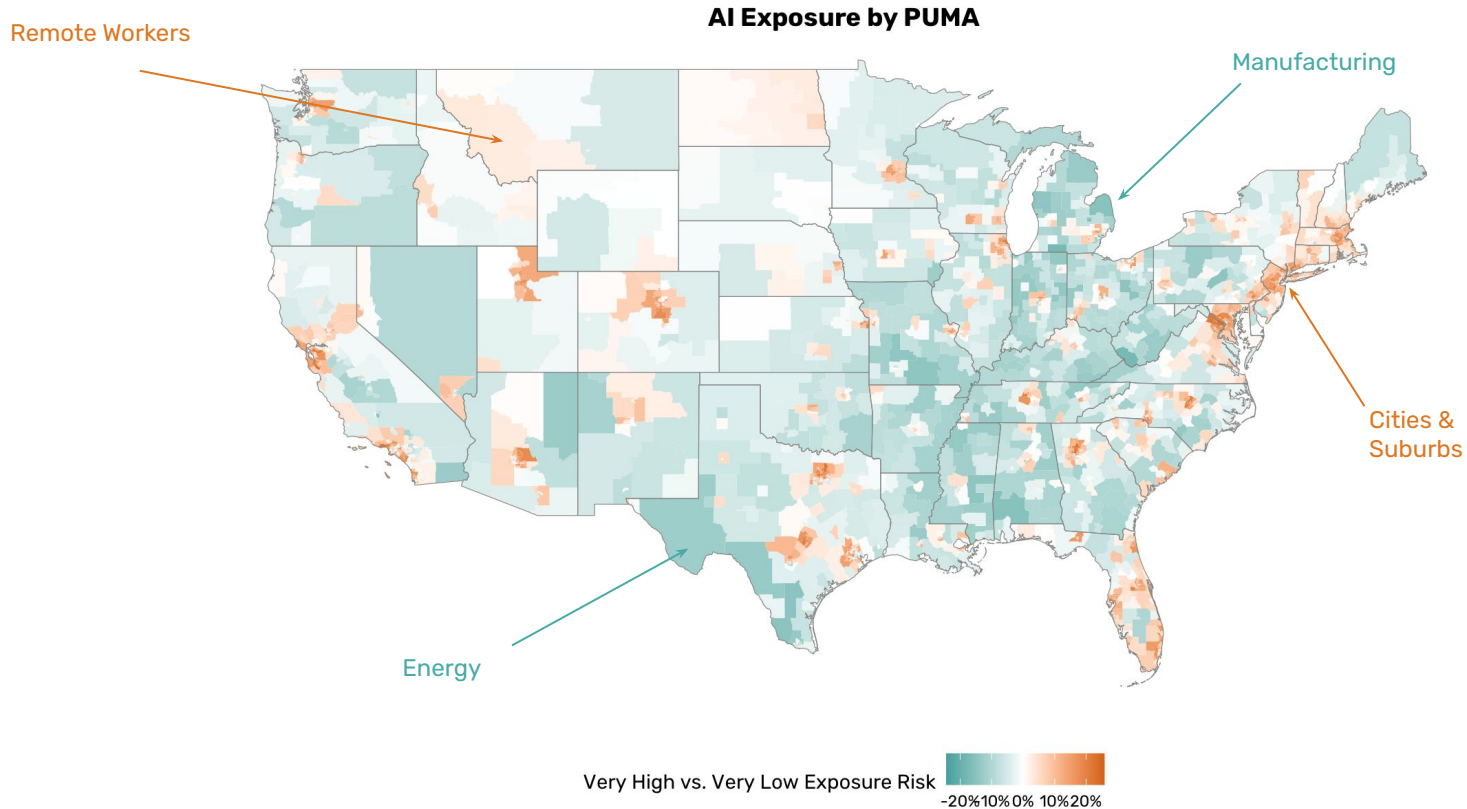 AI Exposure by PUMA
Remote Workers
Manufacturing
Cities &
Suburbs
Energy
Very High vs. Very Low Exposure Risk
-20%10%0% 10%20%